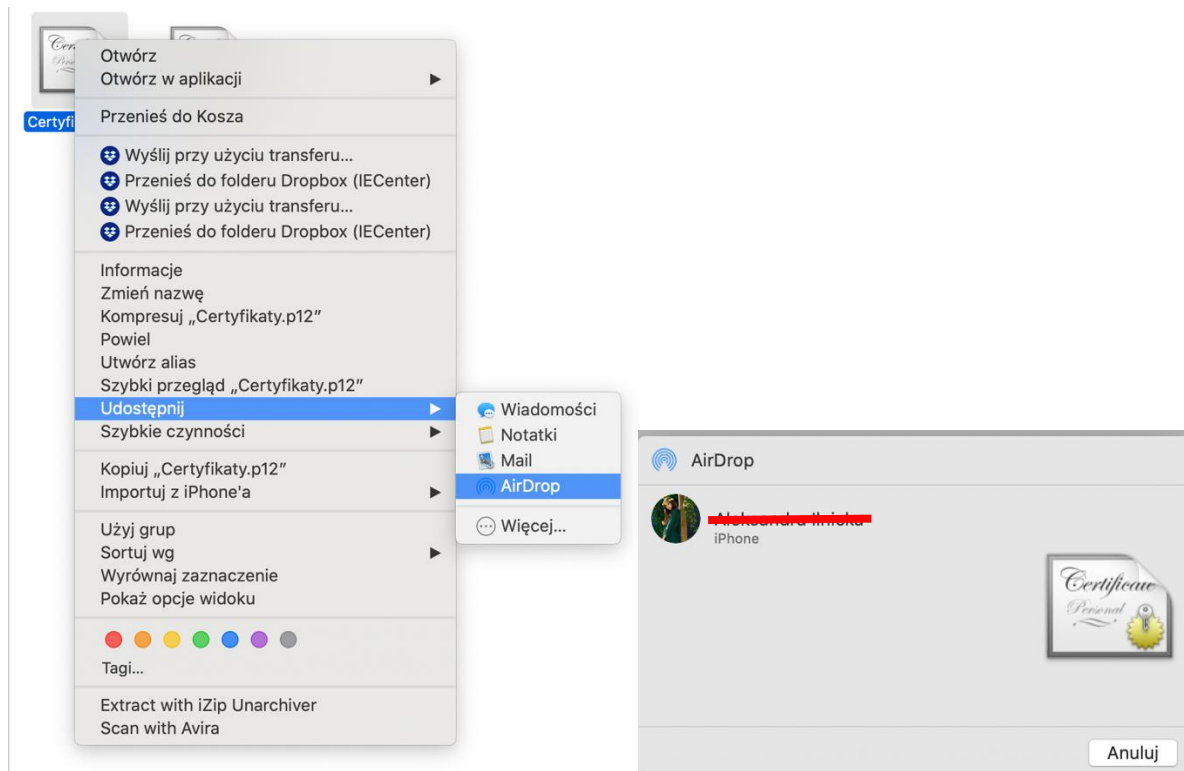 Certyfi
Otwórz
Otwórz w aplikacji
Przenieś do Kosza
Wyślij przy użyciu transferu...
Przenieś do folderu Dropbox (IECenter)
Wyślij przy użyciu transferu...
Przenieś do folderu Dropbox (IECenter)
Informacje
Zmień nazwę
Kompresuj „Certyfikaty.p12”
Powiel
Utwórz alias
Szybki przegląd „Certyfikaty.p12”
Udostępnij
Szybkie czynności
Kopiuj „Certyfikaty.p12”
Importuj z iPhone'a
Użyj grup
Sortuj wg
Wyrównaj zaznaczenie
Pokaż opcje widoku
Tagi...
Extract with iZip Unarchiver
Scan with Avira
Wiadomości
Notatki
Mail
AirDrop
Więcej...
AirDrop
iPhone
Certificate
Personal
Anuluj